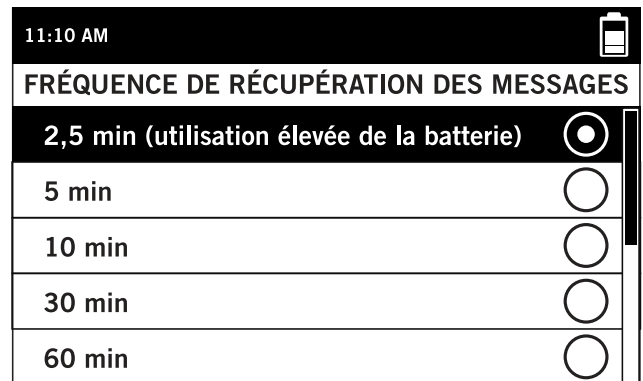 11:10 AM
FRÉQUENCE DE RÉCUPÉRATION DES MESSAGES
2,5 min (utilisation élevée de la batterie)
5 min
10 min
30 min
60 min